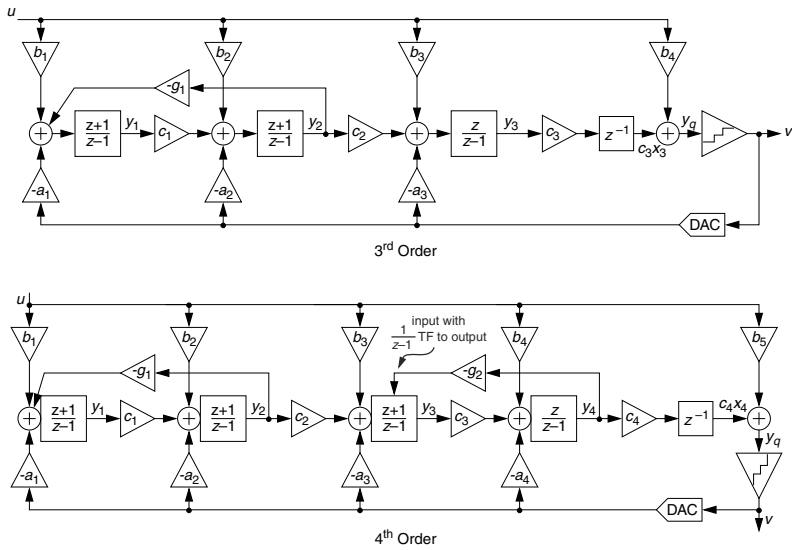 u
b1 b2 b3 b4
-g1
z+1
z–1
y1
c1
z+1
z–1
y2
c2
z
z–1
y3
c3
z–1
c3x3
yq
v
-a1 -a2 -a3
DAC
3rd Order
u
b1 b2 b3
input with
1
z–1
TF to output
b4 b5
-g1
-g2
z+1
z–1
y1
c1
z+1
z–1
y2
c2
z+1
z–1
y3
c3
z
z–1
y4
c4
z–1
c4x4
yq
-a1 -a2 -a3 -a4
DAC
v
4th Order